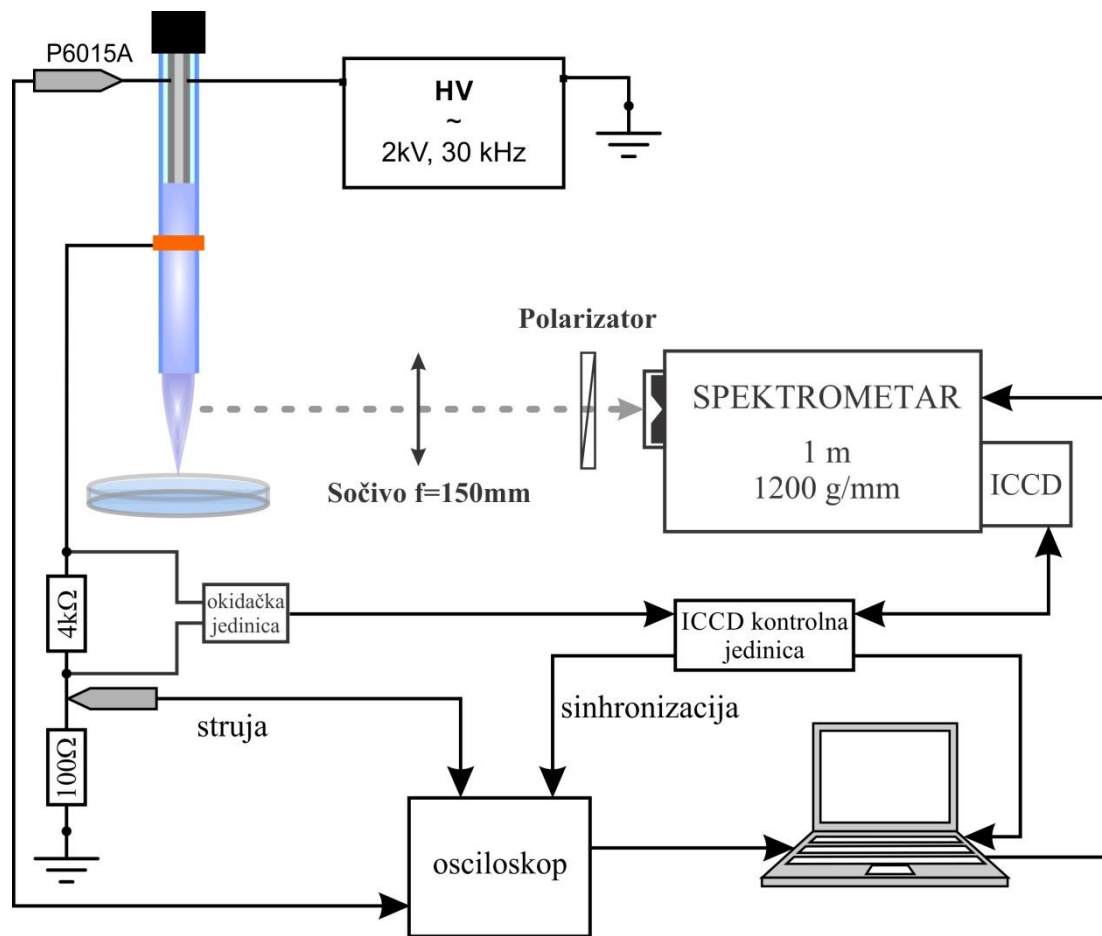 P6015A
HV
~
2kV, 30 kHz
Polarizator
SPEKTROMETAR
1 m
1200 g/mm
ICCD
Sočivo f=150mm
4kΩ
okidačka
jedinica
ICCD kontrolna
jedinica
struja
sinhronizacija
100Ω
osciloskop